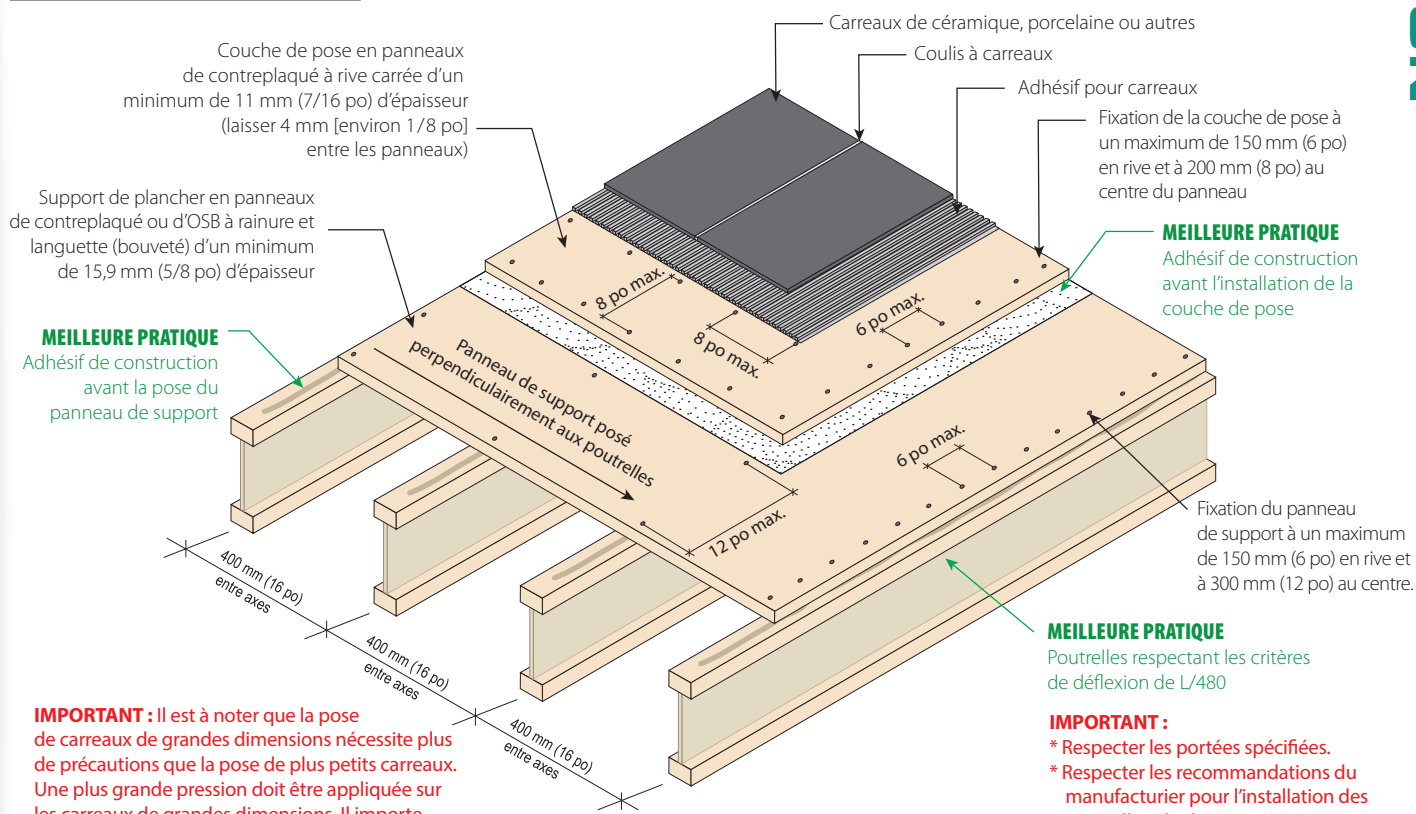 Carreaux de céramique, porcelaine ou autres
Coulis à carreaux
Adhésif pour carreaux
Couche de pose en panneaux
de contreplaqué à rive carrée d'un
minimum de 11 mm (7/16 po) d'épaisseur
(laisser 4 mm [environ 1/8 po]
entre les panneaux)
Fixation de la couche de pose à
un maximum de 150 mm (6 po)
en rive et à 200 mm (8 po) au
centre du panneau
Support de plancher en panneaux
de contreplaqué ou d'OSB à rainure et
languette (bouveté) d'un minimum
de 15,9 mm (5/8 po) d'épaisseur
MEILLEURE PRATIQUE
Adhésif de construction
avant l'installation de la
couche de pose
MEILLEURE PRATIQUE
Adhésif de construction
avant la pose du
panneau de support
8 po max.
8 po max.
6 po max.
Panneau de support posé
perpendiculairement aux poutrelles
6 po max.
12 po max.
Fixation du panneau
de support à un maximum
de 150 mm (6 po) en rive et
à 300 mm (12 po) au centre.
400 mm (16 po)
entre axes
400 mm (16 po)
entre axes
400 mm (16 po)
entre axes
MEILLEURE PRATIQUE
Poutrelles respectant les critères
de déflexion de L/480
IMPORTANT : Il est à noter que la pose
de carreaux de grandes dimensions nécessite plus
de précautions que la pose de plus petits carreaux.
Une plus grande pression doit être appliquée sur
les carreaux de grandes dimensions. Il importe
IMPORTANT :
* Respecter les portées spécifiées.
* Respecter les recommandations du
manufacturier pour l'installation des